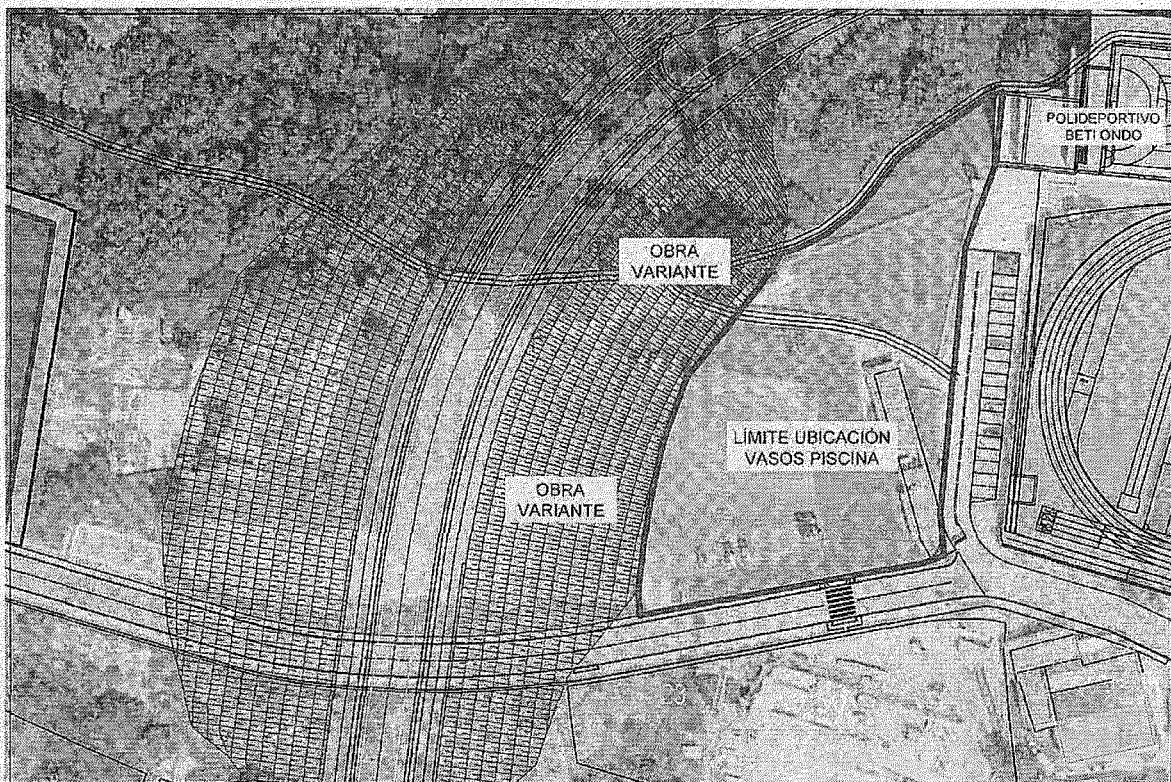 POLIDEPORTIVO
BETI ONDO
OBRA
VARIANTE
LÍMITE UBICACIÓN
VASOS PISCINA
OBRA
VARIANTE